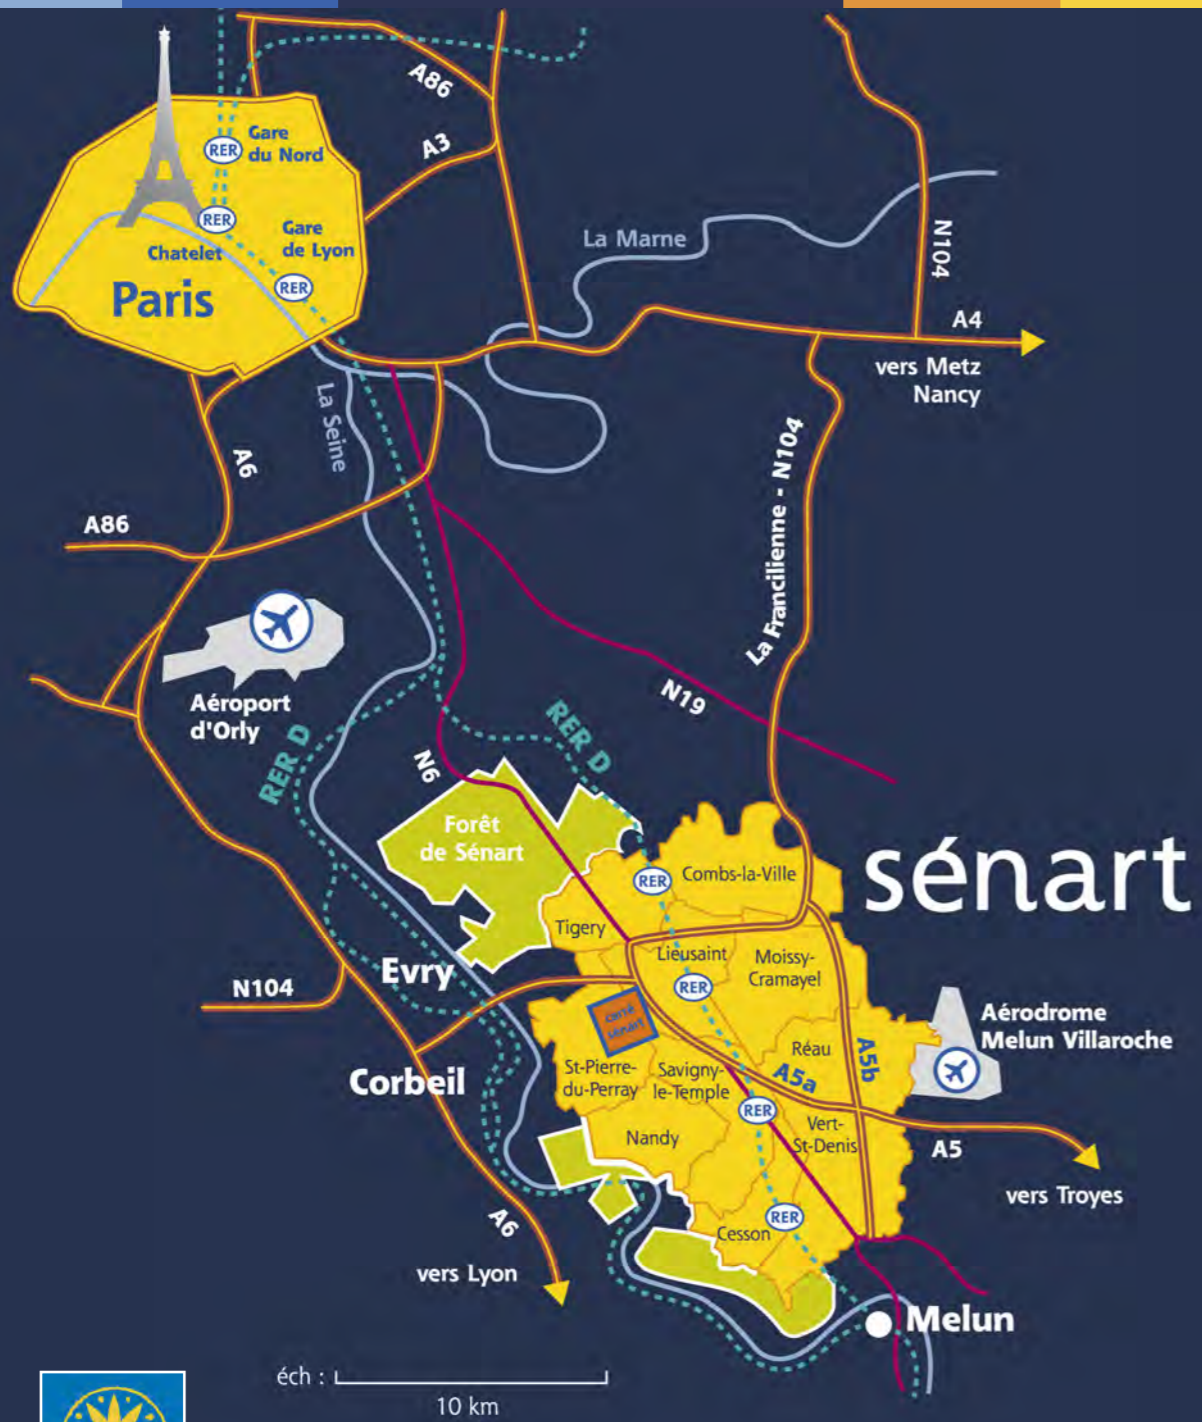 A86
Gare
du Nord
RER
A3
RER
Gare
de Lyon
Chatelet
RER
Paris
La Marne
N104
A4
vers Metz
Nancy
La Seine
A6
A86
La Francilienne - N104
Aéroport
d'Orly
N19
RER D
RER D
N6
Forêt
de Sénart
sénart
RER
Combs-la-Ville
Tigery
Lieusaint
Moissy-
Cramayel
Evry
RER
N104
carré
sénart
Aérodrome
Melun Villaroche
Réau
A5b
St-Pierre-
du-Perray
Savigny-
le-Temple
A5a
Corbeil
RER
Vert-
St-Denis
Nandy
A5
vers Troyes
A6
RER
Cesson
vers Lyon
Melun
éch :
10 km